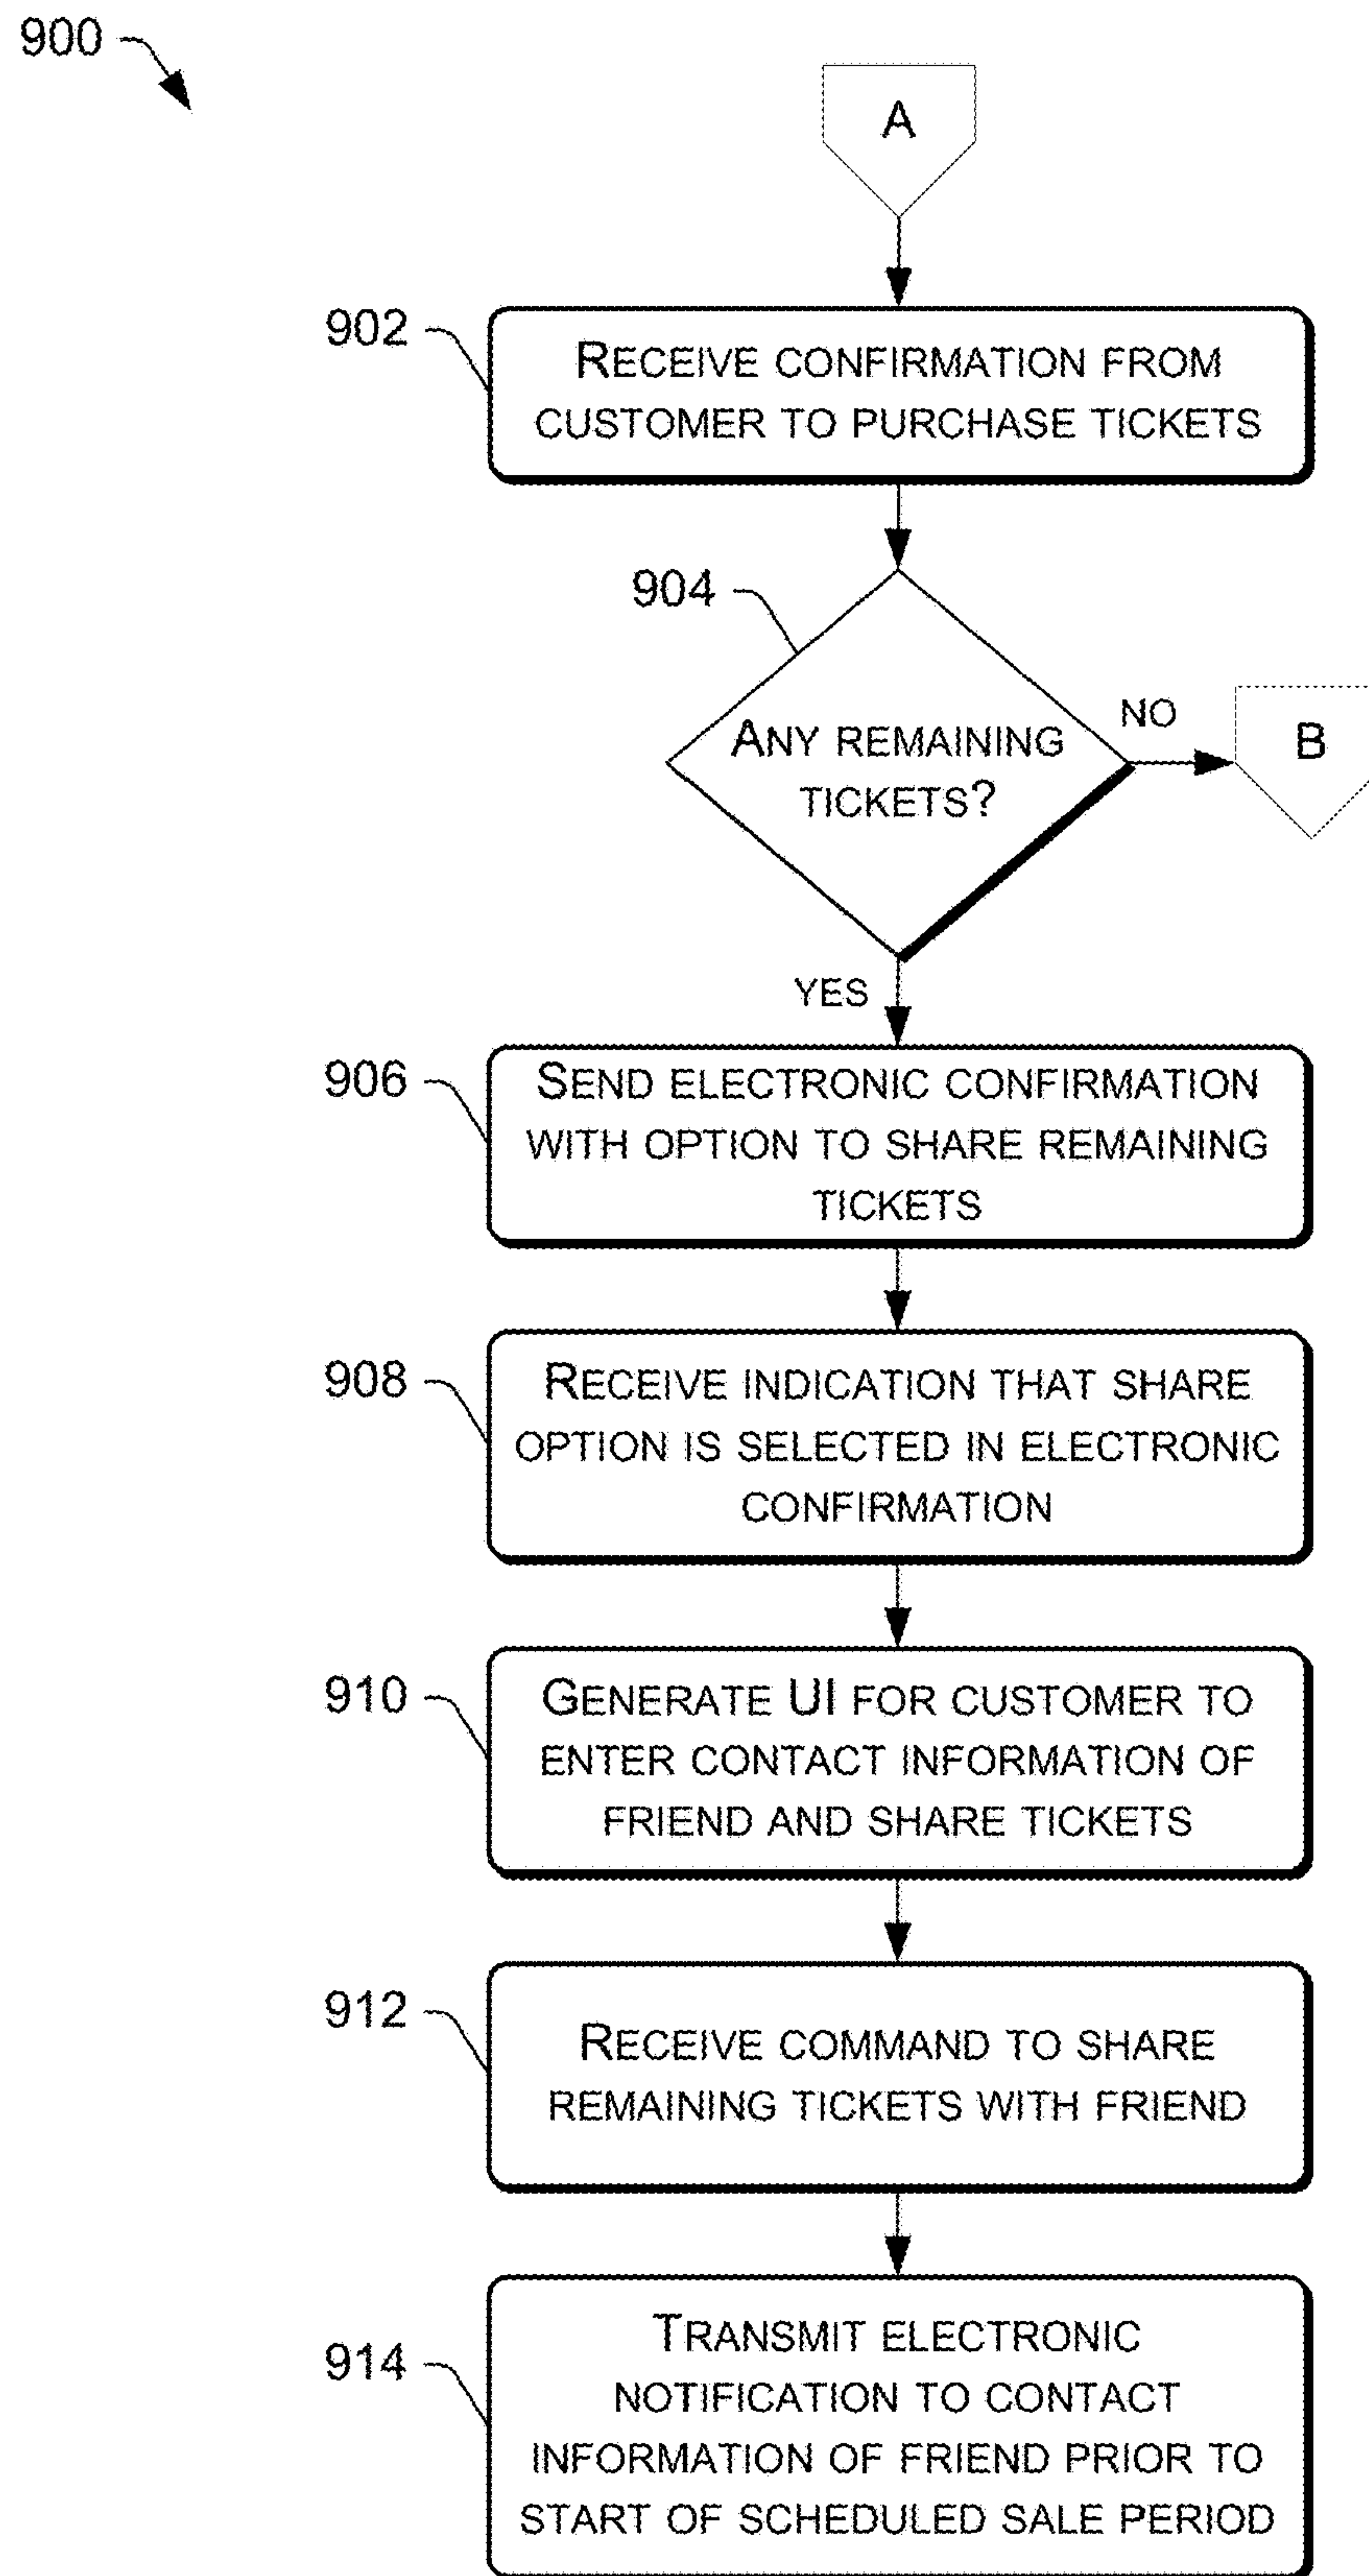 900
A
902
RECEIVE CONFIRMATION FROM
CUSTOMER TO PURCHASE TICKETS
904
ANY REMAINING
TICKETS?
NO
B
YES
906
SEND ELECTRONIC CONFIRMATION
WITH OPTION TO SHARE REMAINING
TICKETS
908
RECEIVE INDICATION THAT SHARE
OPTION IS SELECTED IN ELECTRONIC
CONFIRMATION
910
GENERATE UI FOR CUSTOMER TO
ENTER CONTACT INFORMATION OF
FRIEND AND SHARE TICKETS
912
RECEIVE COMMAND TO SHARE
REMAINING TICKETS WITH FRIEND
914
TRANSMIT ELECTRONIC
NOTIFICATION TO CONTACT
INFORMATION OF FRIEND PRIOR TO
START OF SCHEDULED SALE PERIOD